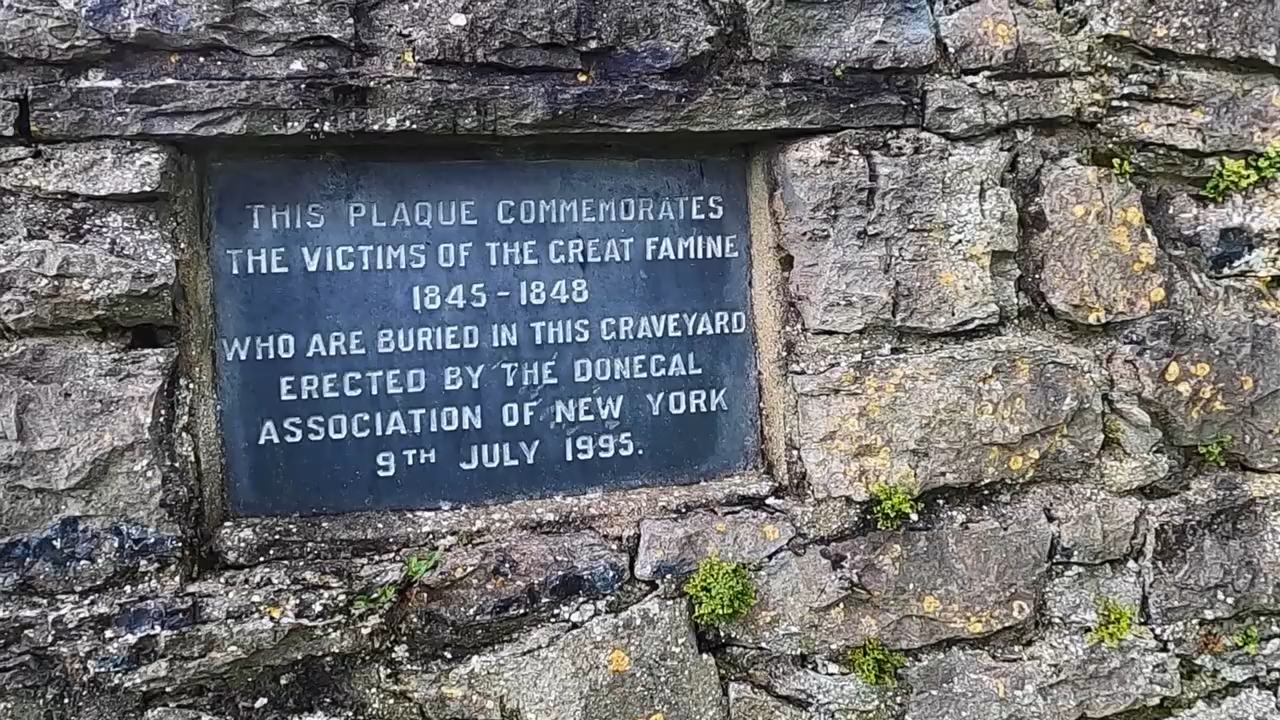 THIS PLAQUE COMMEMORATES
THE VICTIMS OF THE GREAT FAMINE
1845-1848
WHO ARE BURIED IN THIS GRAVEYARD
ERECTED BY THE DONEGAL
ASSOCIATION OF NEW YORK
9TH JULY 1995.